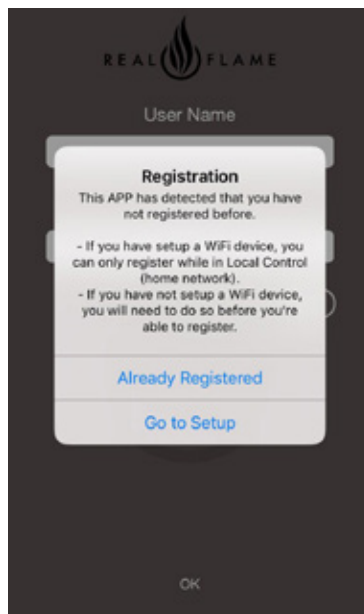 REAL FLAME
User Name
Registration
This APP has detected that you have
not registered before.
- If you have setup a WiFi device, you
can only register while in Local Control
(home network).
- If you have not setup a WiFi device,
you will need to do so before you're
able to register.
Already Registered
Go to Setup
OK